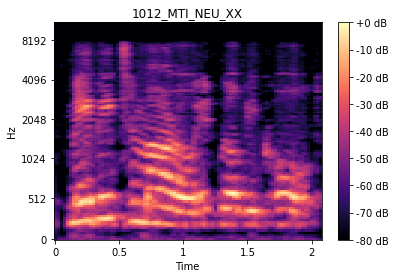 1012_MTI_NEU_XX
8192
4096
2048
1024
512
0
Hz
0
0.5
1
1.5
2
Time
+0 dB
-10 dB
-20 dB
-30 dB
-40 dB
-50 dB
-60 dB
-70 dB
-80 dB